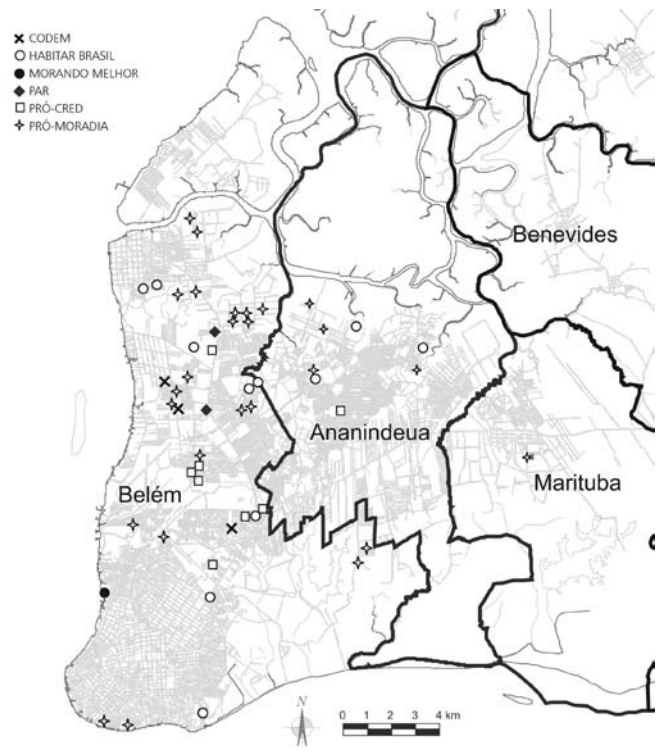 CODEM
HABITAR BRASIL
MORANDO MELHOR
PAR
PRÓ-CRED
PRÓ-MORADIA
Benevides
Ananindeua
Marituba
Belém
N
0 1 2 3 4 km